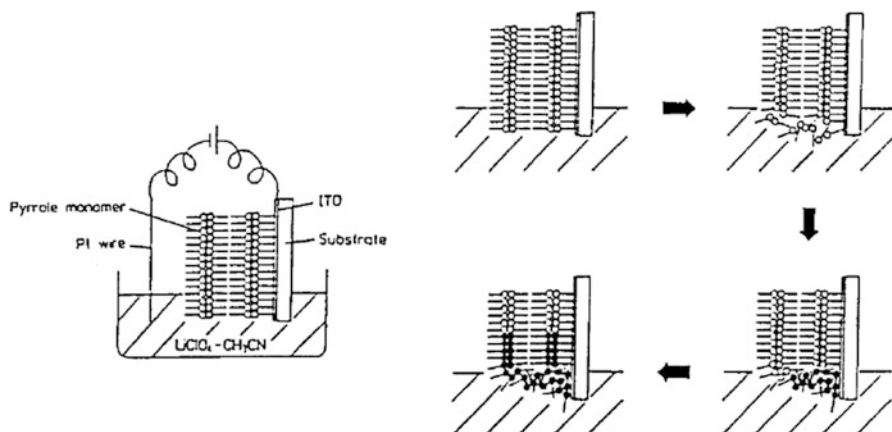 ITO
Pyrrole monomer
Pt wire
Substrate
LiClO₄-CH₃CN